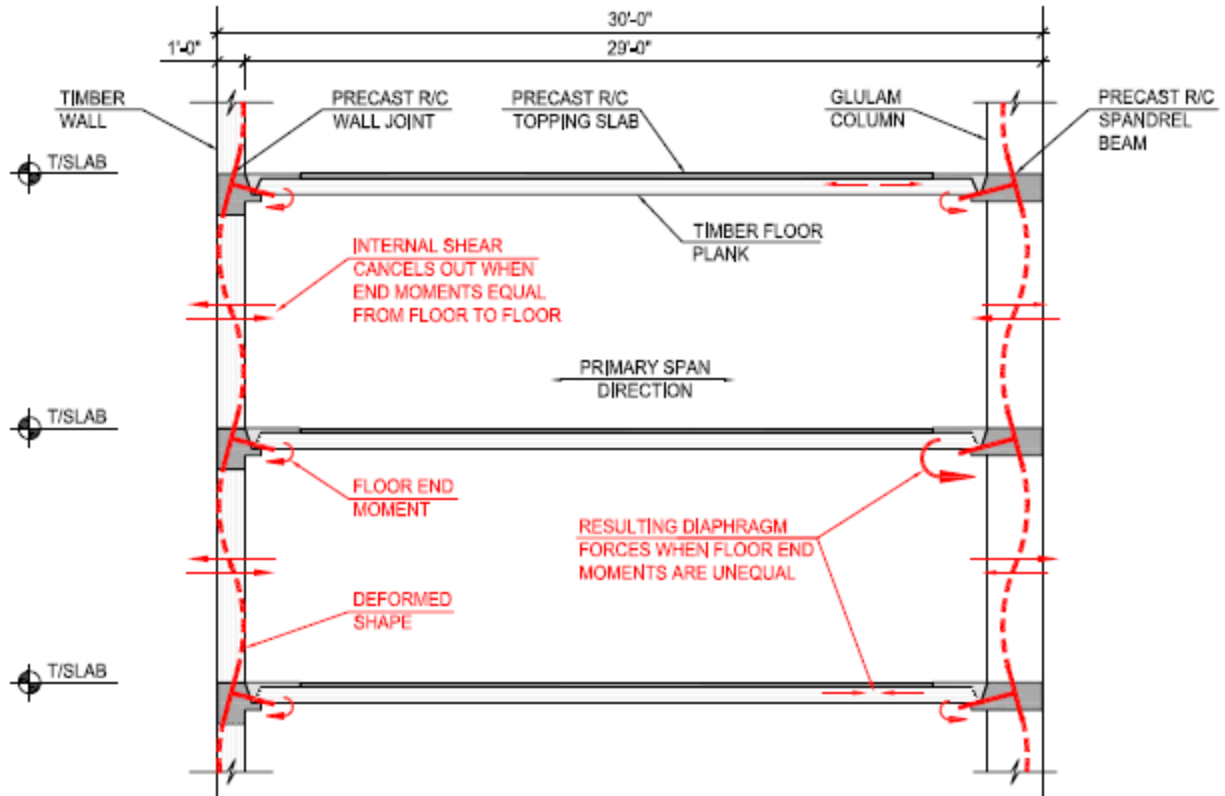 30'-0"
1'-0"
29'-0"
TIMBER
WALL
PRECAST R/C
WALL JOINT
PRECAST R/C
TOPPING SLAB
GLULAM
COLUMN
PRECAST R/C
SPANDREL
BEAM
T/SLAB
TIMBER FLOOR
PLANK
INTERNAL SHEAR
CANCELS OUT WHEN
END MOMENTS EQUAL
FROM FLOOR TO FLOOR
PRIMARY SPAN
DIRECTION
T/SLAB
FLOOR END
MOMENT
RESULTING DIAPHRAGM
FORCES WHEN FLOOR END
MOMENTS ARE UNEQUAL
DEFORMED
SHAPE
T/SLAB